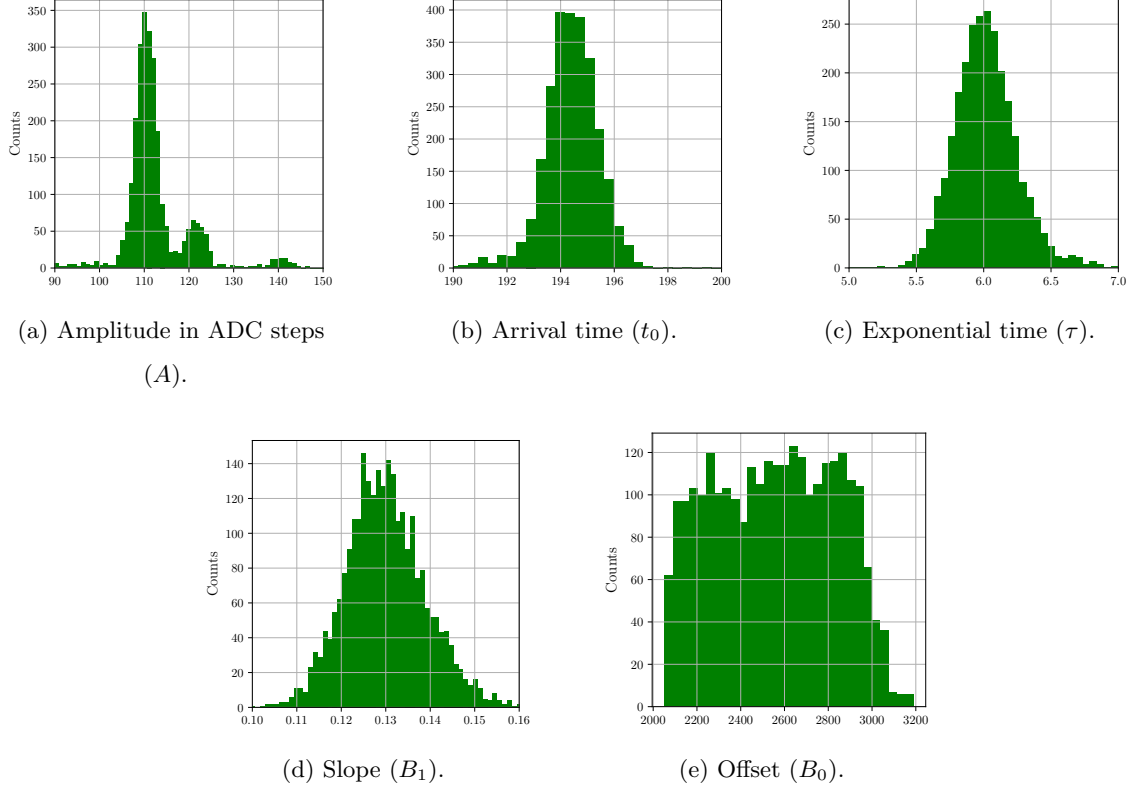 350
300
250
200
150
100
50
0
Counts
90 100 110 120 130 140 150
(a) Amplitude in ADC steps
(A).
400
350
300
250
200
150
100
50
0
Counts
190 192 194 196 198 200
(b) Arrival time (t₀).
250
200
150
100
50
0
Counts
5.0 5.5 6.0 6.5 7.0
(c) Exponential time (τ).
140
120
100
80
60
40
20
0
Counts
0.10 0.11 0.12 0.13 0.14 0.15 0.16
(d) Slope (B₁).
120
100
80
60
40
20
0
Counts
2000 2200 2400 2600 2800 3000 3200
(e) Offset (B₀).